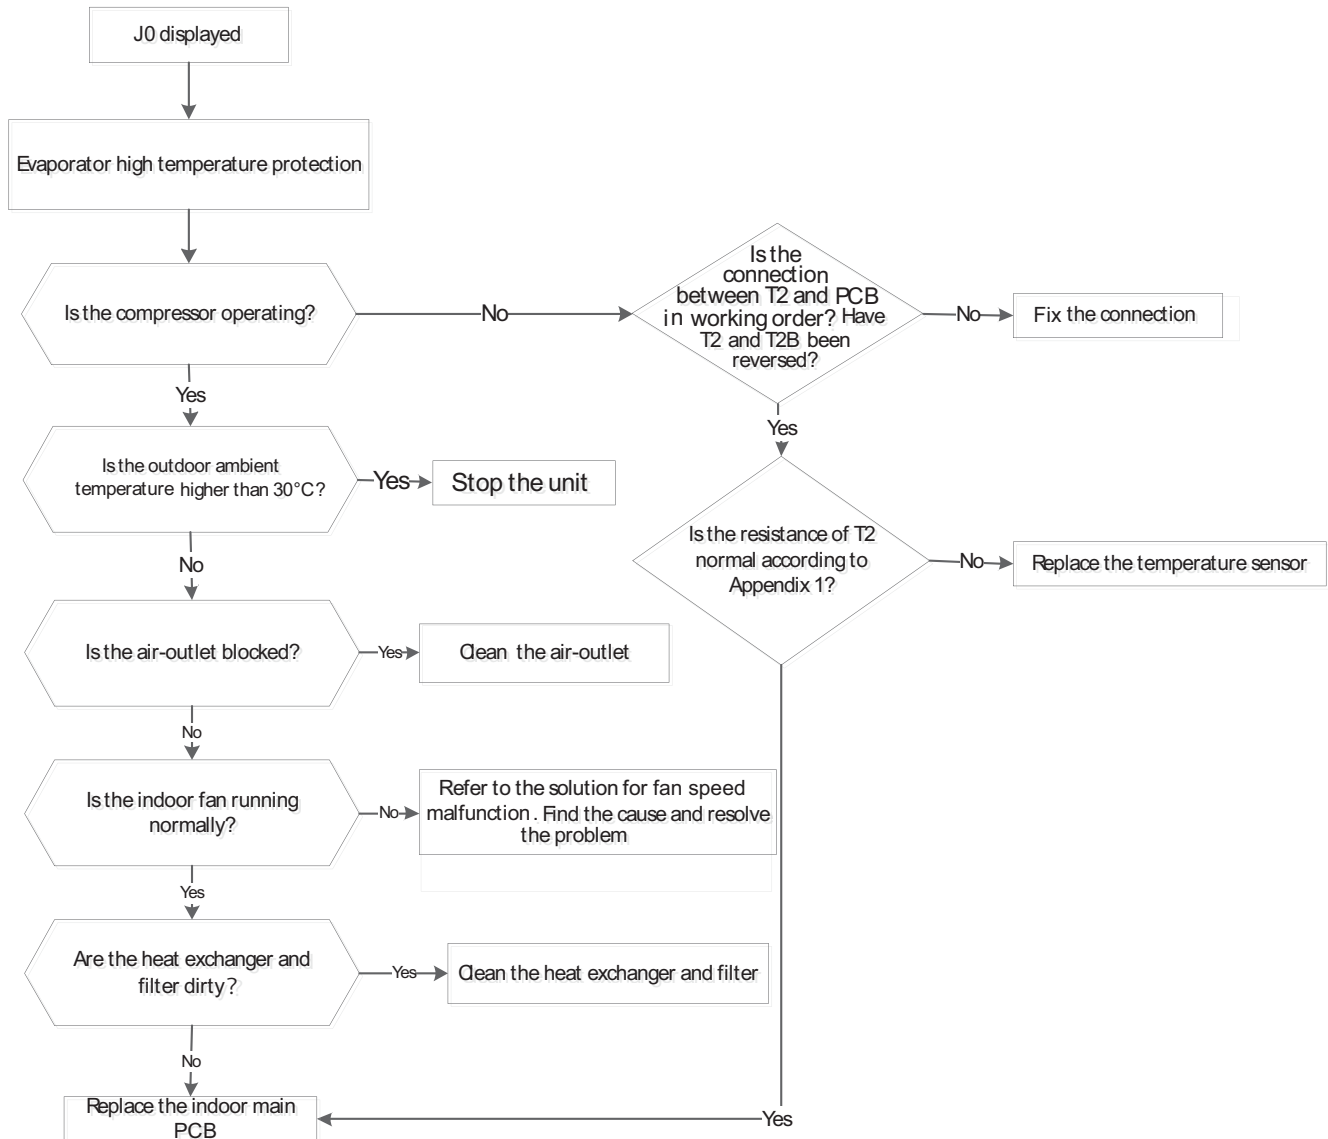 J0 displayed
Evaporator high temperature protection
Is the compressor operating?
No
Is the
connection
between T2 and PCB
in working order? Have
T2 and T2B been
reversed?
No
Fix the connection
Yes
Yes
Is the outdoor ambient
temperature higher than 30°C?
Yes
Stop the unit
Is the resistance of T2
normal according to
Appendix 1?
No
Replace the temperature sensor
No
Is the air-outlet blocked?
Yes
Clean the air-outlet
No
Is the indoor fan running
normally?
No
Refer to the solution for fan speed
malfunction. Find the cause and resolve
the problem
Yes
Are the heat exchanger and
filter dirty?
Yes
Clean the heat exchanger and filter
No
Replace the indoor main
PCB
Yes